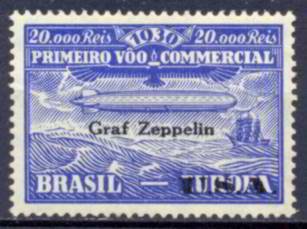 20.000 Reis 1930 20.000 Reis
PRIMEIRO VÔO COMMERCIAL
Graf Zeppelin
BRASIL — U.S.A.